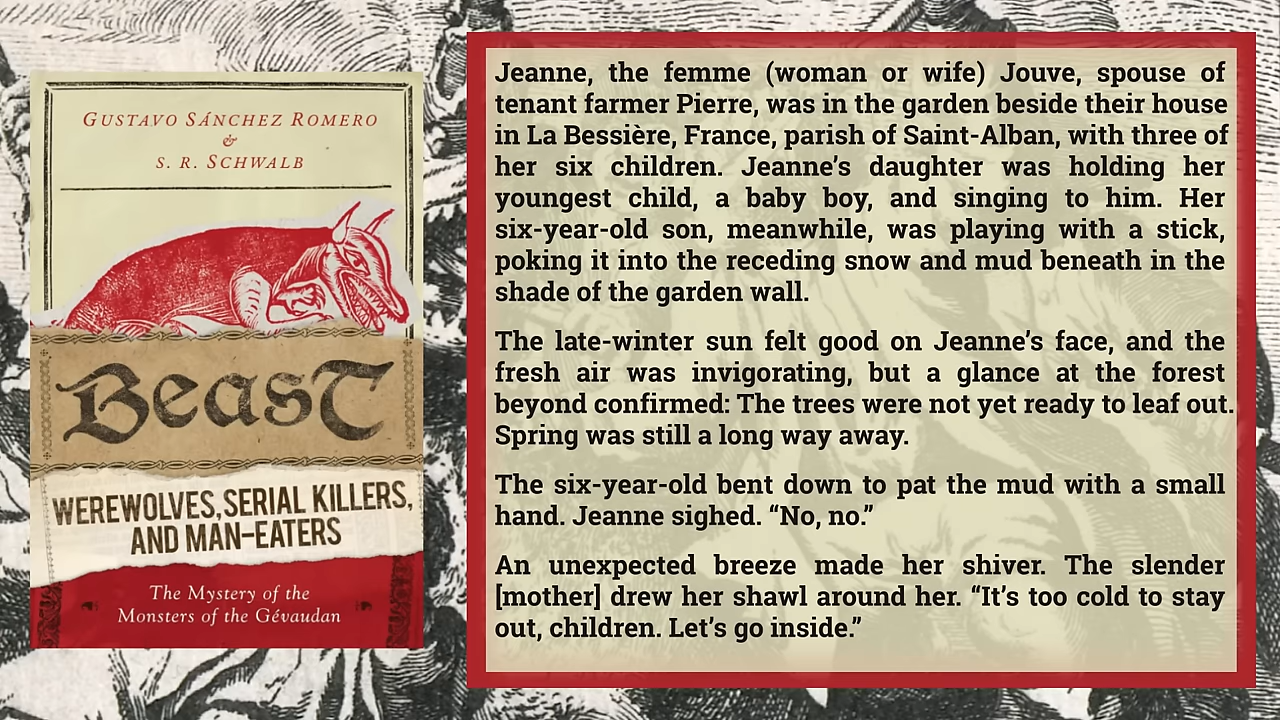 GUSTAVO SÁNCHEZ ROMERO
&
S. R. SCHWALB
Beast
WEREWOLVES, SERIAL KILLERS,
AND MAN-EATERS
The Mystery of the
Monsters of the Gévaudan
Jeanne, the femme (woman or wife) Jouve, spouse of
tenant farmer Pierre, was in the garden beside their house
in La Bessière, France, parish of Saint-Alban, with three of
her six children. Jeanne’s daughter was holding her
youngest child, a baby boy, and singing to him. Her
six-year-old son, meanwhile, was playing with a stick,
poking it into the receding snow and mud beneath in the
shade of the garden wall.
The late-winter sun felt good on Jeanne’s face, and the
fresh air was invigorating, but a glance at the forest
beyond confirmed: The trees were not yet ready to leaf out.
Spring was still a long way away.
The six-year-old bent down to pat the mud with a small
hand. Jeanne sighed. “No, no.”
An unexpected breeze made her shiver. The slender
[mother] drew her shawl around her. “It’s too cold to stay
out, children. Let’s go inside.”